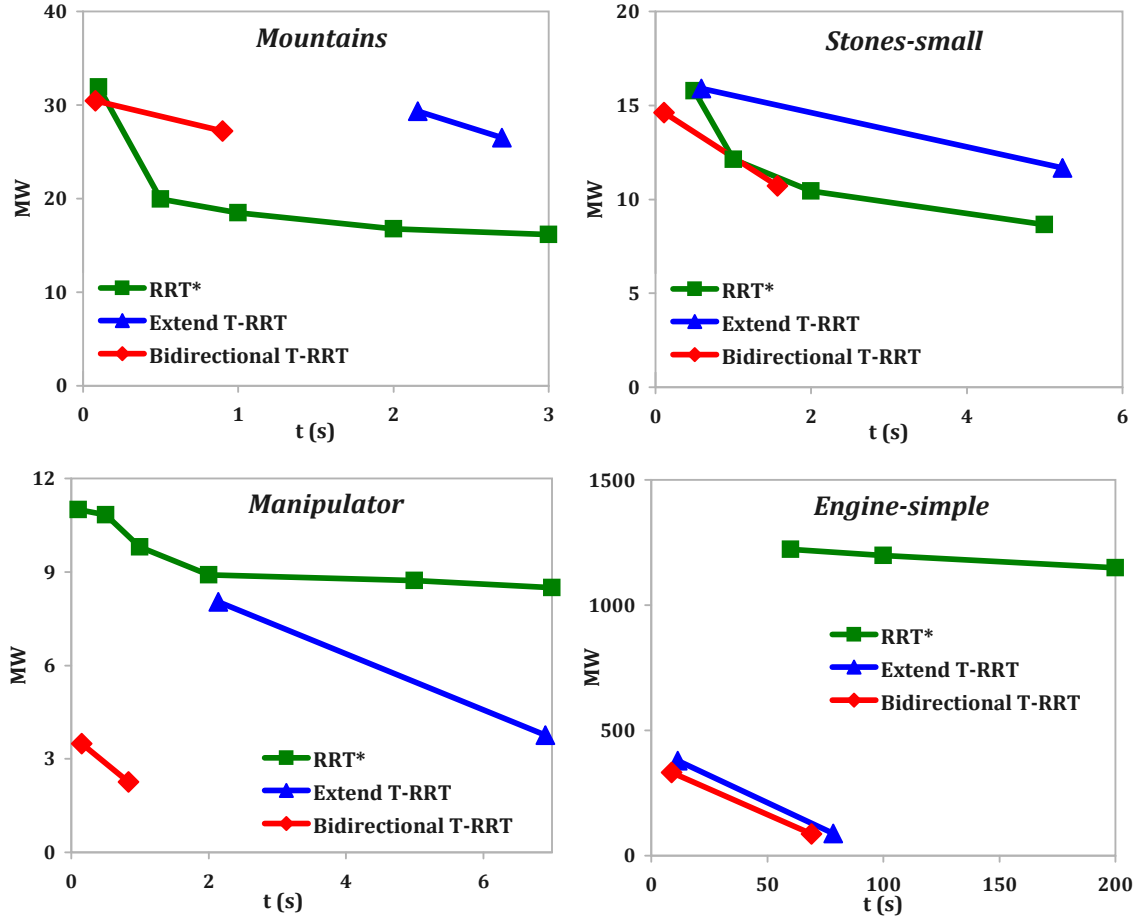 Mountains
40
30
20
10
0
MW
RRT*
Extend T-RRT
Bidirectional T-RRT
0 1 2 3
t (s)
Stones-small
20
15
10
5
0
MW
RRT*
Extend T-RRT
Bidirectional T-RRT
0 2 4 6
t (s)
Manipulator
12
9
6
3
0
MW
RRT*
Extend T-RRT
Bidirectional T-RRT
0 2 4 6
t (s)
Engine-simple
1500
1000
500
0
MW
RRT*
Extend T-RRT
Bidirectional T-RRT
0 50 100 150 200
t (s)